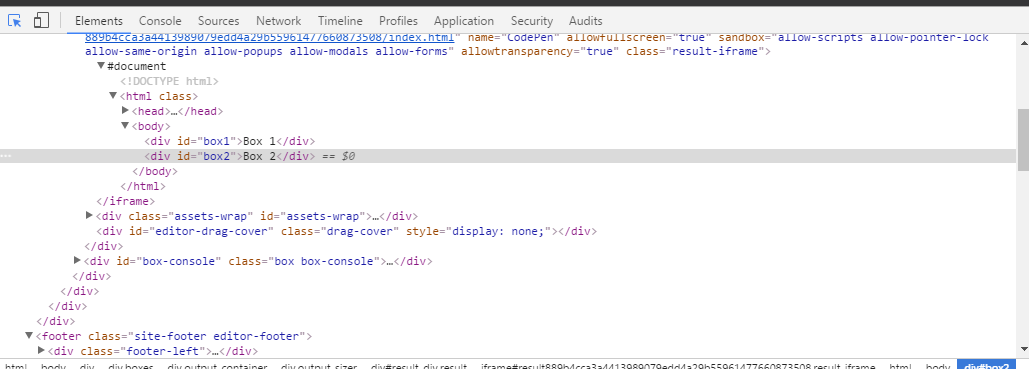 Elements Console Sources Network Timeline Profiles Application Security Audits
889b4cca3a4413989079edd4a29b55961477660873508/index.html" name="CodePen" allowfullscreen="true" sandbox="allow-scripts allow-pointer-lock
allow-same-origin allow-popups allow-modals allow-forms" allowtransparency="true" class="result-iframe">
▼#document
<!DOCTYPE html>
▼<html class>
▶<head>…</head>
▼<body>
<div id="box1">Box 1</div>
… <div id="box2">Box 2</div> == $0
</body>
</html>
</iframe>
▶<div class="assets-wrap" id="assets-wrap">…</div>
<div id="editor-drag-cover" class="drag-cover" style="display: none;"></div>
</div>
▶<div id="box-console" class="box box-console">…</div>
</div>
</div>
</div>
</div>
▼<footer class="site-footer editor-footer">
▶<div class="footer-left">…</div>
html body div div.boxes div.output-container div.output-sizer div#result-div.result iframe#result889b4cca3a4413989079edd4a29b55961477660873508.result-iframe html body div#box2